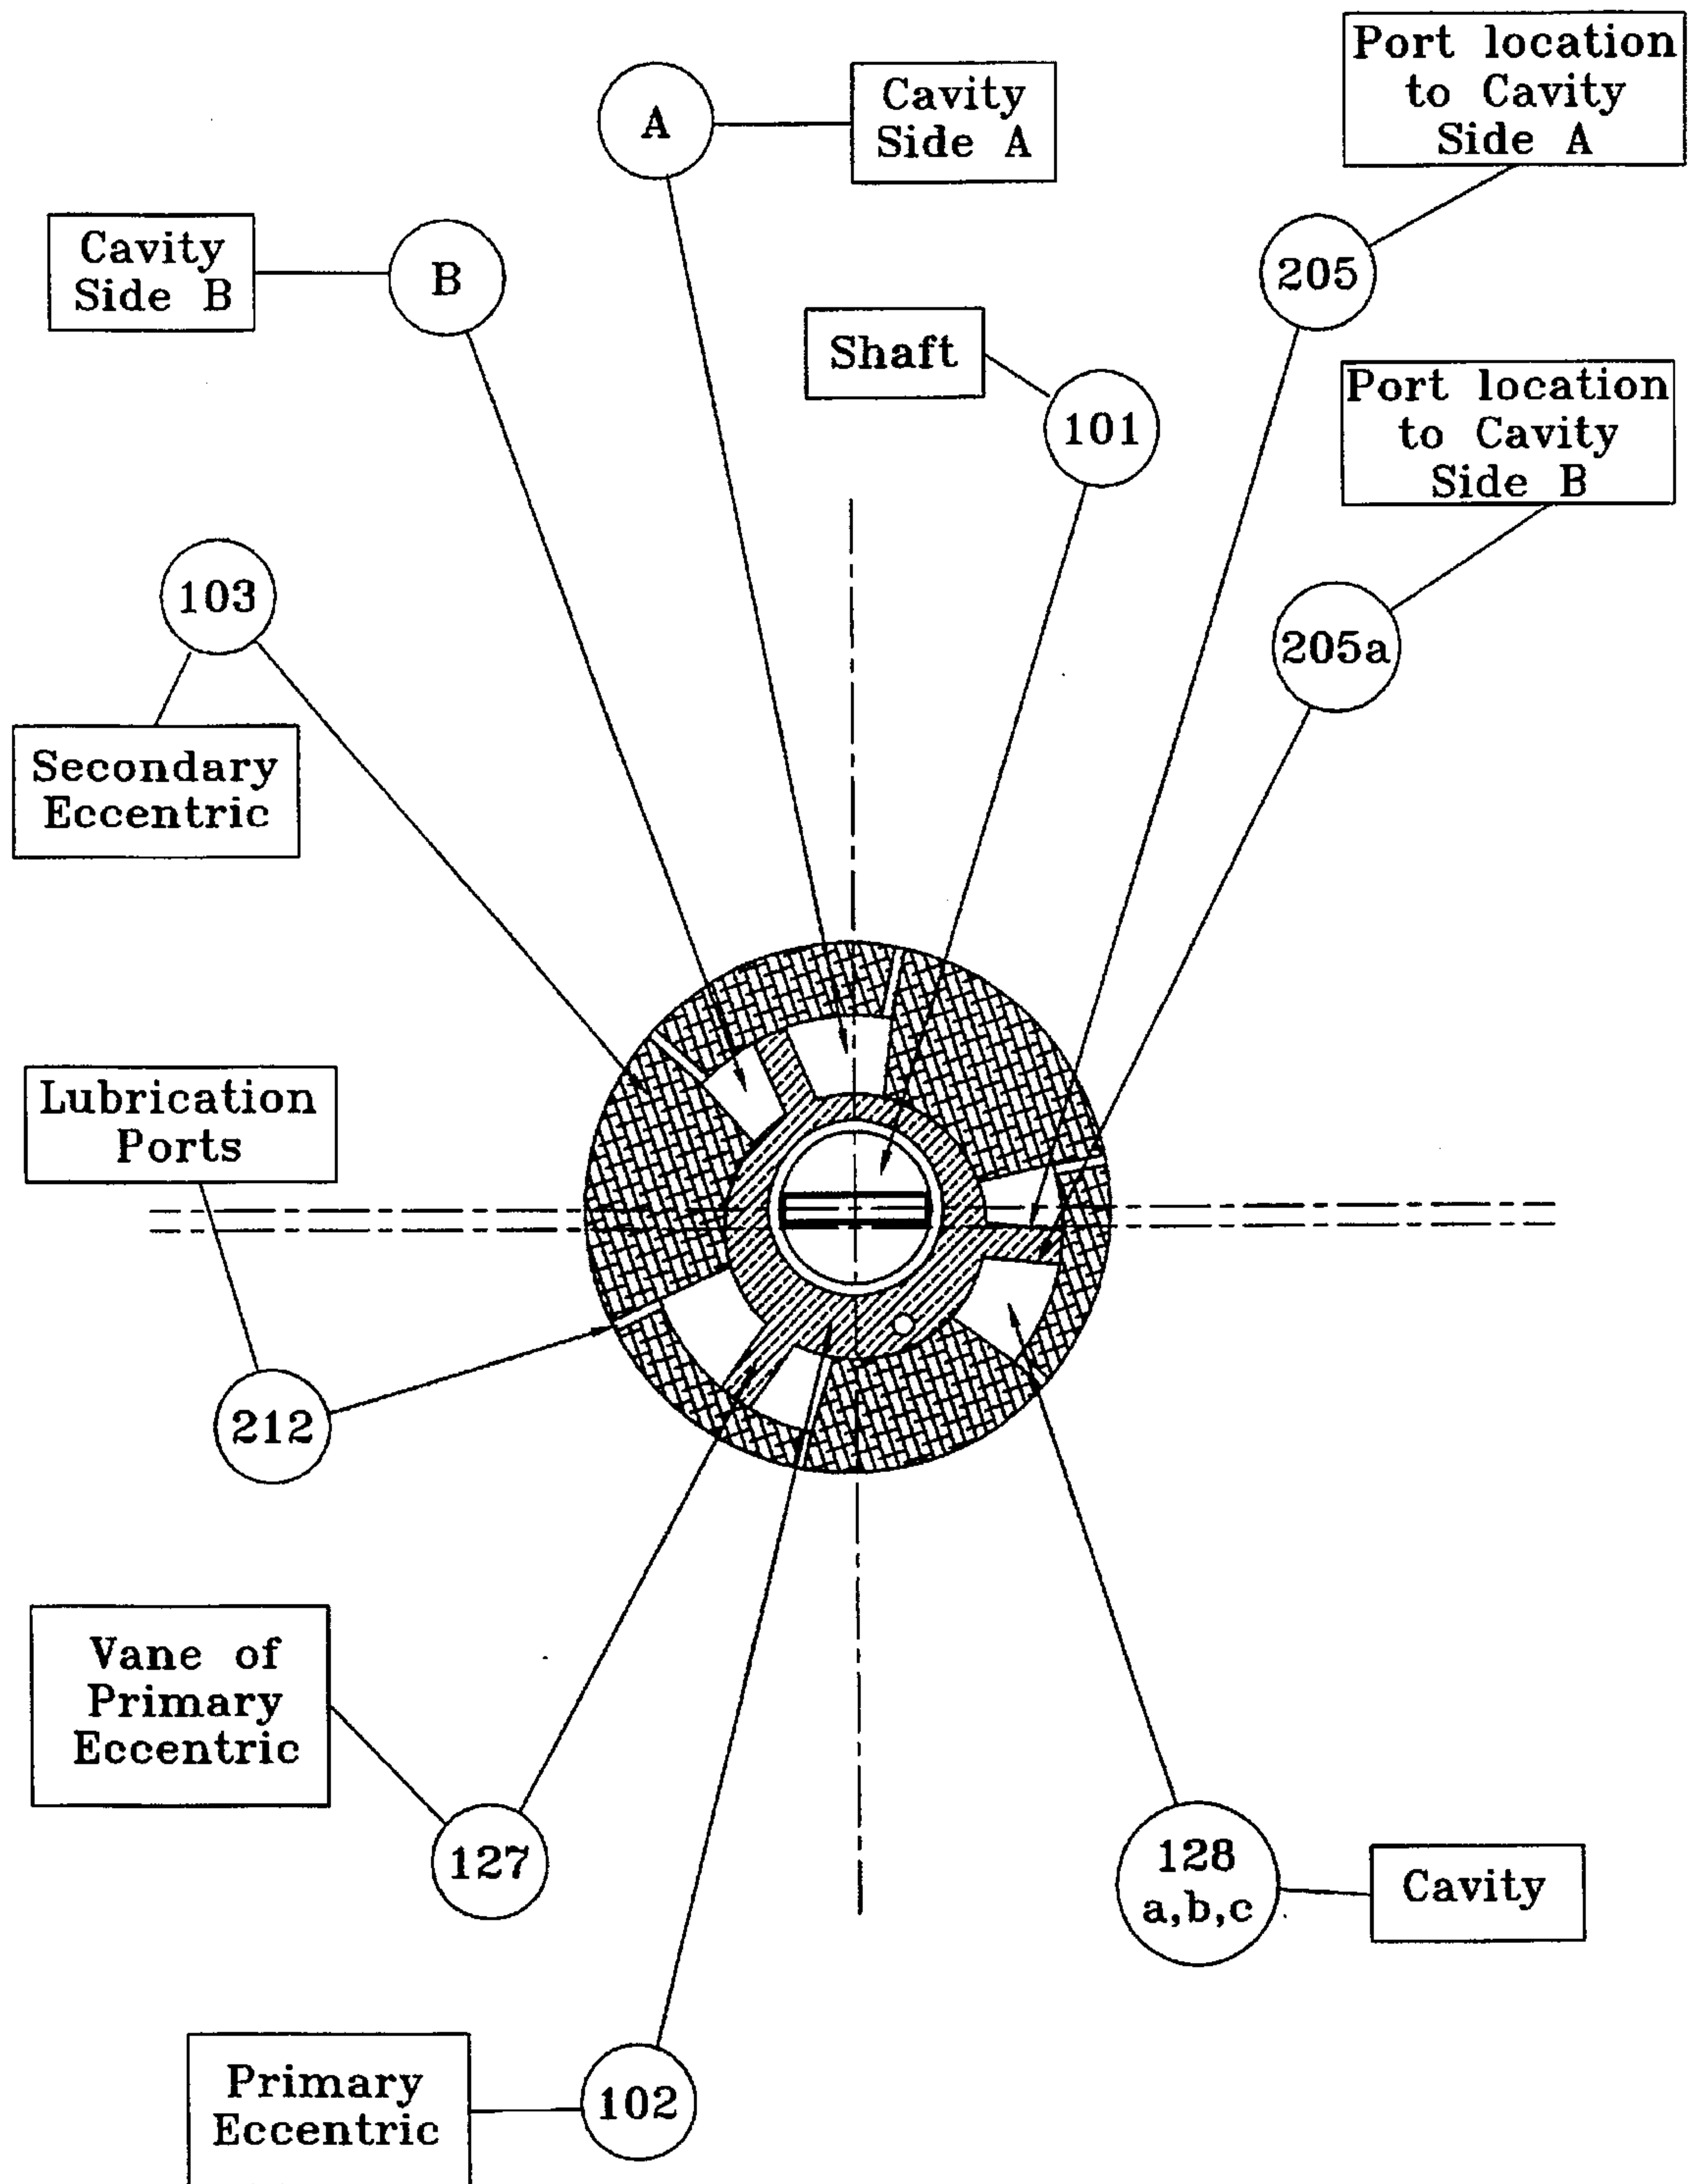 Port location
to Cavity
Side A
A
Cavity
Side A
Cavity
Side B
B
205
Shaft
101
Port location
to Cavity
Side B
103
205a
Secondary
Eccentric
Lubrication
Ports
212
Vane of
Primary
Eccentric
127
128
a,b,c
Cavity
Primary
Eccentric
102